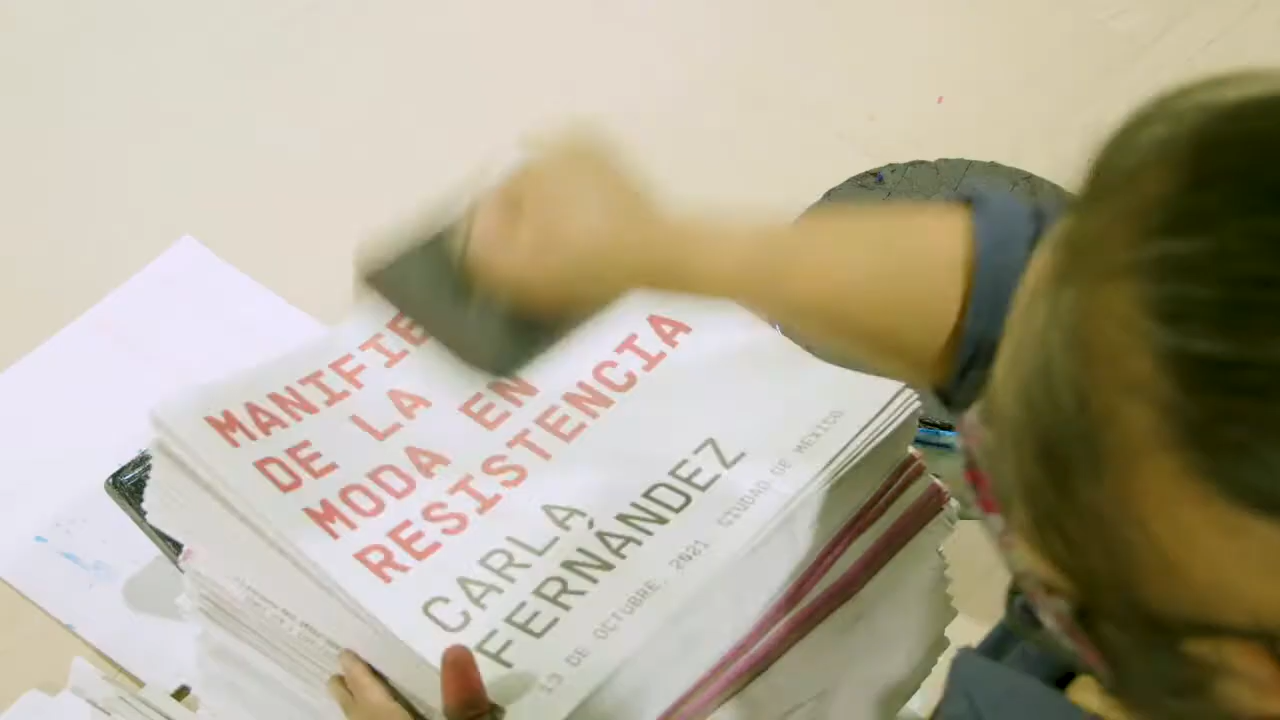 MANIFIE
DE LA
MODA EN
RESISTENCIA
CARLA
FERNÁNDEZ
13 DE OCTUBRE, 2021 CIUDAD DE MÉXICO